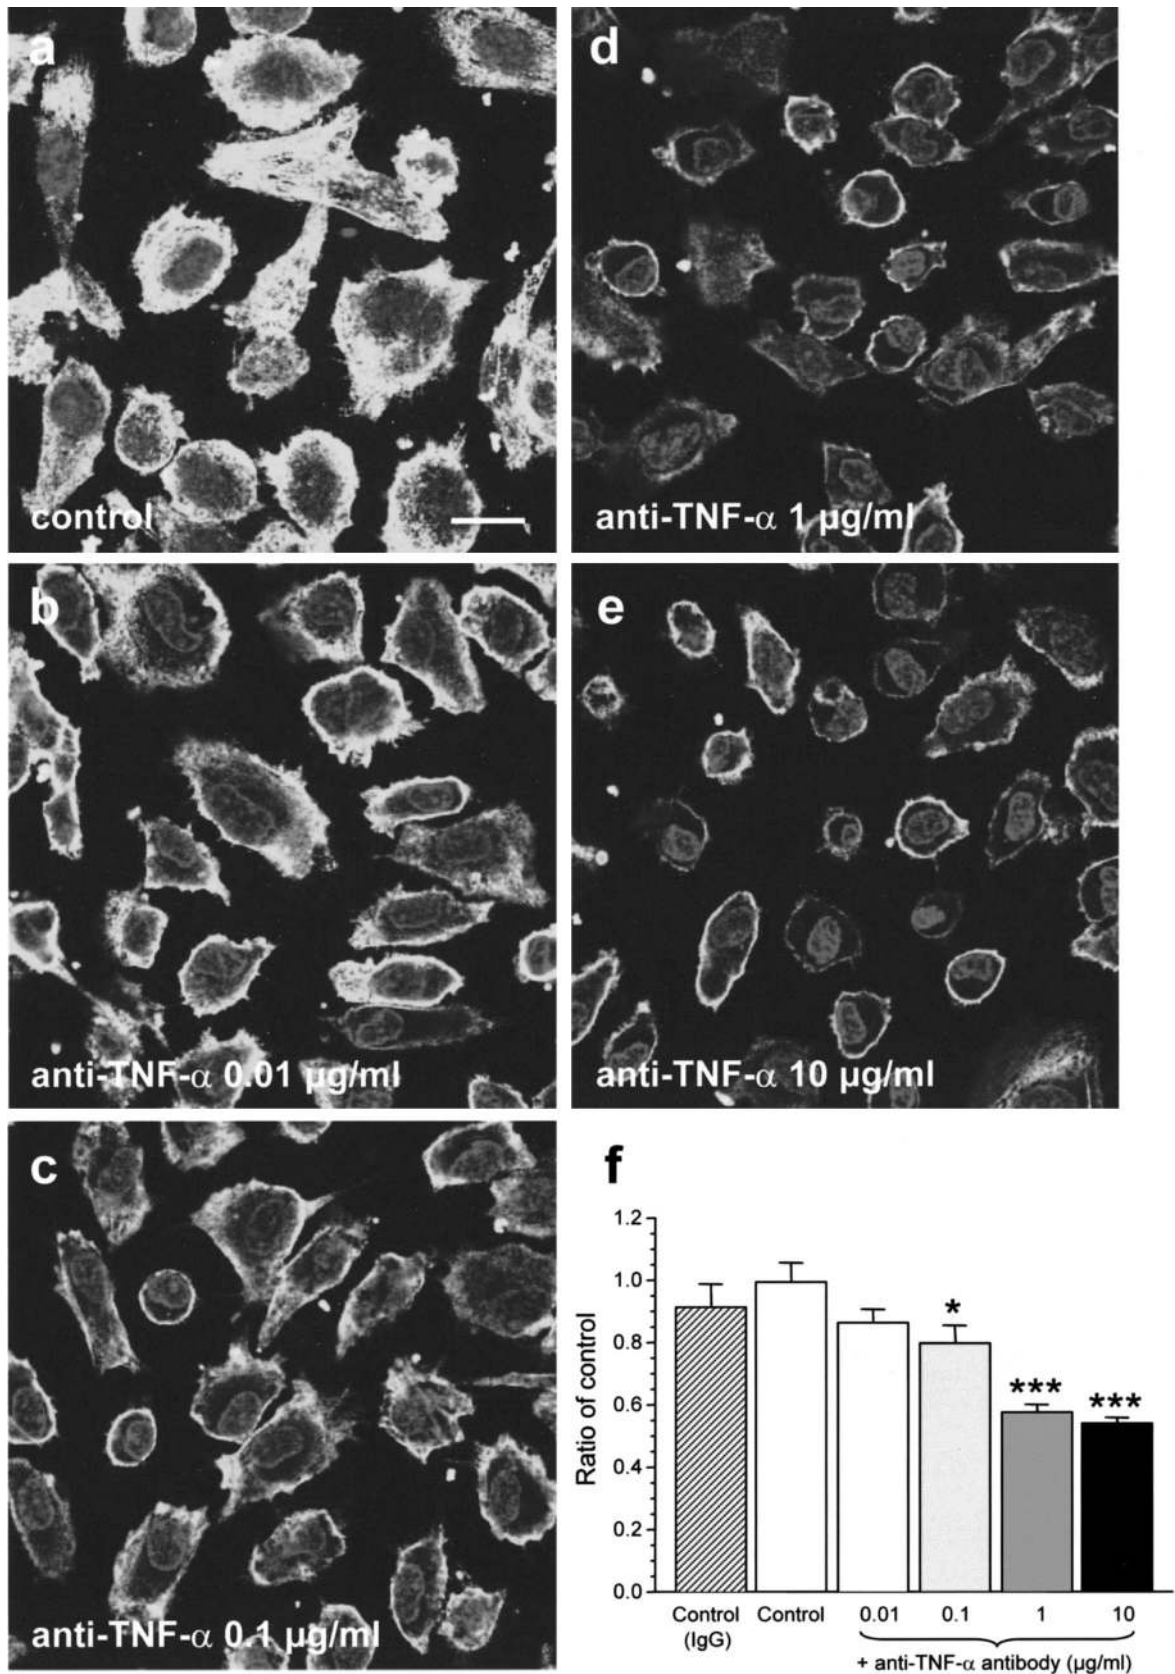 a
control
b
anti-TNF-α 0.01 µg/ml
c
anti-TNF-α 0.1 µg/ml
d
anti-TNF-α 1 µg/ml
e
anti-TNF-α 10 µg/ml
f
Ratio of control
1.2
1.0
0.8
0.6
0.4
0.2
0.0
*
***
***
Control
(IgG)
Control
0.01
0.1
1
10
+ anti-TNF-α antibody (µg/ml)